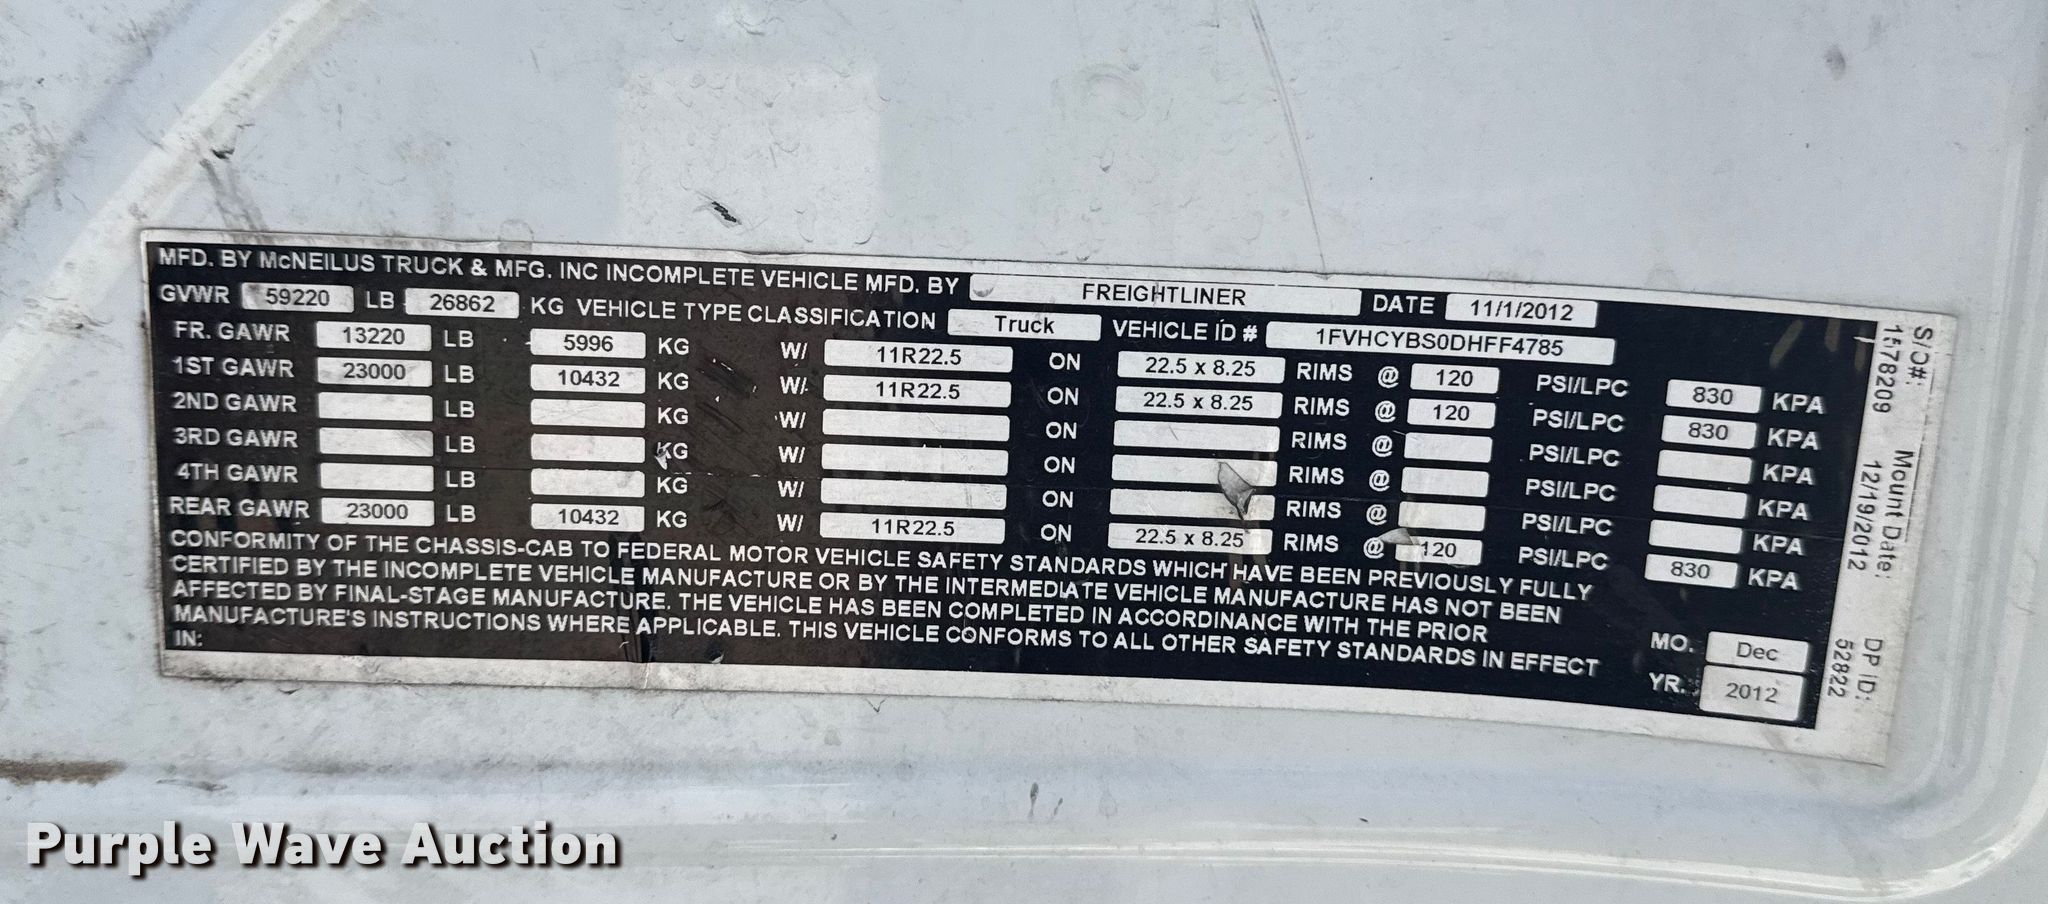 MFD. BY McNEILUS TRUCK & MFG. INC INCOMPLETE VEHICLE MFD. BY FREIGHTLINER DATE 11/1/2012
GVWR 59220 LB 26862 KG VEHICLE TYPE CLASSIFICATION Truck VEHICLE ID # 1FVHCYBS0DHFF4785
FR. GAWR 13220 LB 5996 KG W/ 11R22.5 ON 22.5 x 8.25 RIMS @ 120 PSI/LPC 830 KPA
1ST GAWR 23000 LB 10432 KG W/ 11R22.5 ON 22.5 x 8.25 RIMS @ 120 PSI/LPC 830 KPA
2ND GAWR LB KG W/ ON RIMS @ PSI/LPC KPA
3RD GAWR LB KG W/ ON RIMS @ PSI/LPC KPA
4TH GAWR LB KG W/ ON RIMS @ PSI/LPC KPA
REAR GAWR 23000 LB 10432 KG W/ 11R22.5 ON 22.5 x 8.25 RIMS @ 120 PSI/LPC 830 KPA
CONFORMITY OF THE CHASSIS-CAB TO FEDERAL MOTOR VEHICLE SAFETY STANDARDS WHICH HAVE BEEN PREVIOUSLY FULLY
CERTIFIED BY THE INCOMPLETE VEHICLE MANUFACTURE OR BY THE INTERMEDIATE VEHICLE MANUFACTURE HAS NOT BEEN
AFFECTED BY FINAL-STAGE MANUFACTURE. THE VEHICLE HAS BEEN COMPLETED IN ACCORDANCE WITH THE PRIOR
MANUFACTURE'S INSTRUCTIONS WHERE APPLICABLE. THIS VEHICLE CONFORMS TO ALL OTHER SAFETY STANDARDS IN EFFECT
IN:
MO. Dec
YR. 2012
S/O#: Mount Date: DP ID:
1178209 12/19/2012 52822
Purple Wave Auction